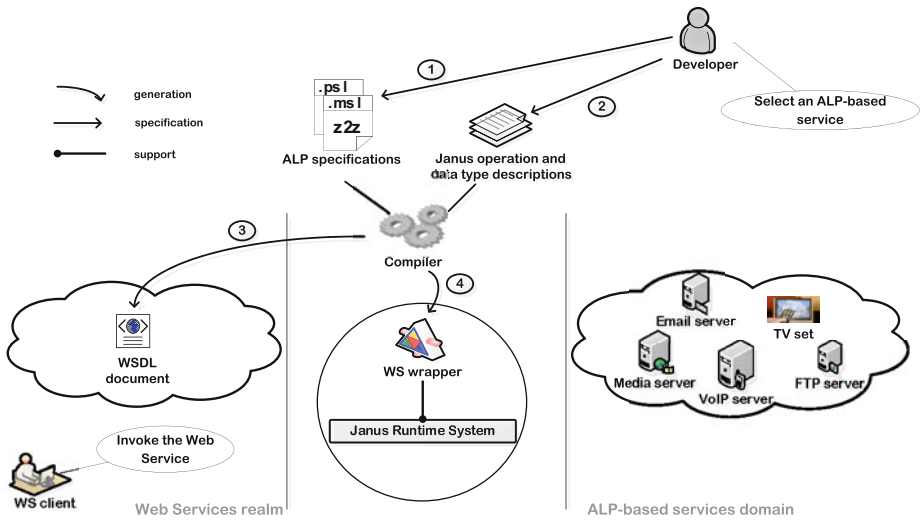 Developer
Select an ALP-based
service
1
2
generation
specification
support
.psl
.msl
z2z
ALP specifications
Janus operation and
data type descriptions
3
Compiler
4
WSDL
document
WS wrapper
Janus Runtime System
Email server
TV set
Media server
VoIP server
FTP server
Invoke the Web
Service
WS client
Web Services realm
ALP-based services domain